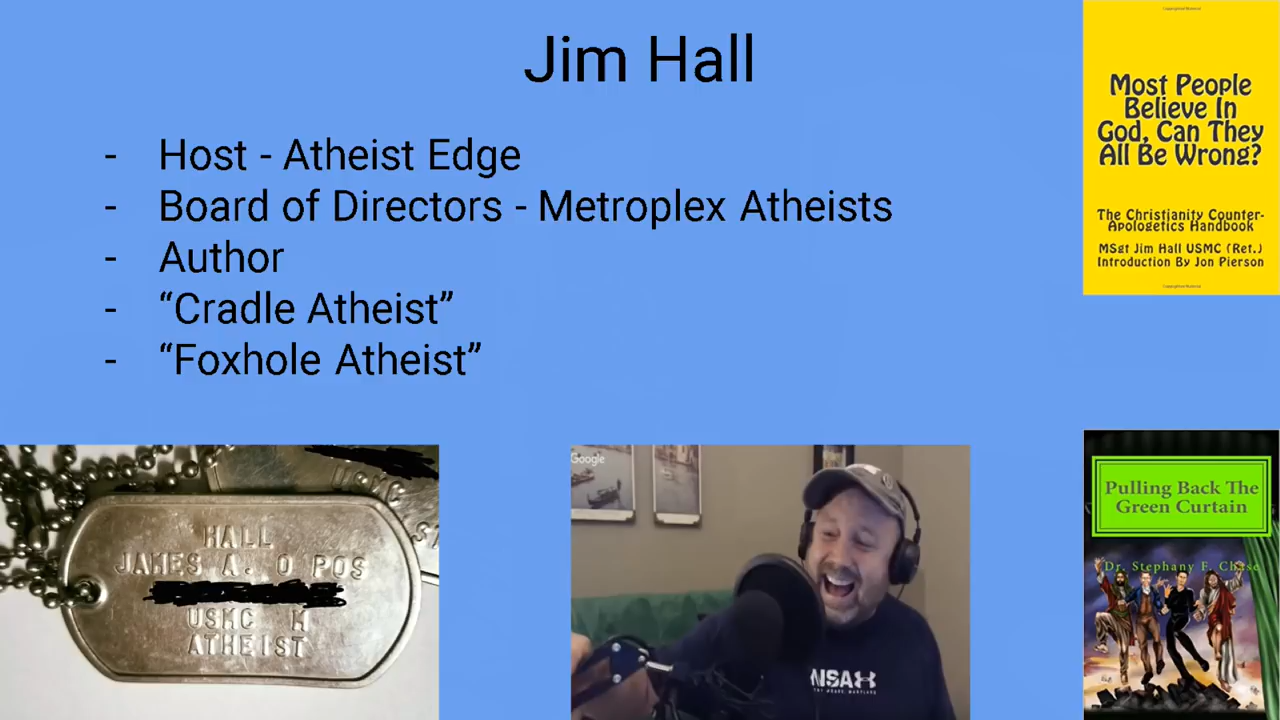 Jim Hall
- Host - Atheist Edge
- Board of Directors - Metroplex Atheists
- Author
- “Cradle Atheist”
- “Foxhole Atheist”
Most People
Believe In
God, Can They
All Be Wrong?
The Christianity Counter-
Apologetics Handbook
MSgt Jim Hall USMC (Ret.)
Introduction By Jon Pierson
USMC
HALL
JAMES A. O POS
USMC M
ATHEIST
Google
NSA
Pulling Back The
Green Curtain
Dr. Stephany F. Chase